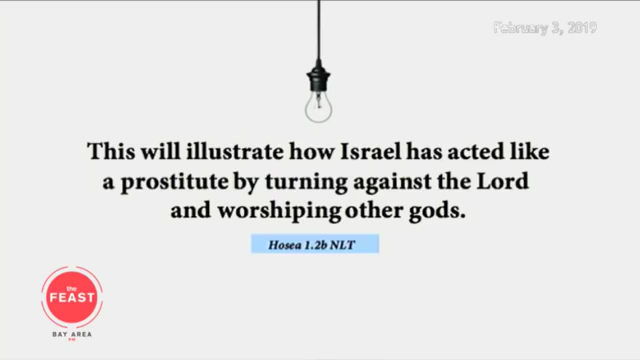 February 3, 2019
This will illustrate how Israel has acted like
a prostitute by turning against the Lord
and worshiping other gods.
Hosea 1.2b NLT
the
FEAST
BAY AREA
PM